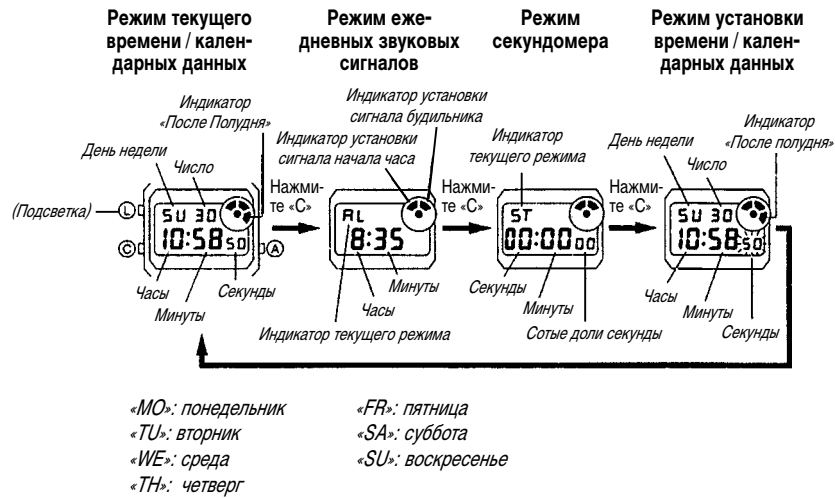 Режим текущего
времени / кален-
дарных данных
Режим еже-
дневных звуковых
сигналов
Режим
секундомера
Режим установки
времени / кален-
дарных данных
Индикатор
«После Полудня»
День недели
Число
(Подсветка)
L
C
A
SU 30
10:58 50
Часы
Минуты
Секунды
Нажми-
те «C»
Индикатор установки
сигнала будильника
Индикатор установки
сигнала начала часа
AL
8:35
Минуты
Часы
Индикатор текущего режима
Нажми-
те «C»
Индикатор
текущего режима
ST
00:00 00
Секунды
Минуты
Сотые доли секунды
Нажми-
те «C»
Индикатор
«После полудня»
День недели
Число
SU 30
10:58 50
Часы
Минуты
Секунды
«MO»: понедельник
«TU»: вторник
«WE»: среда
«TH»: четверг
«FR»: пятница
«SA»: суббота
«SU»: воскресенье